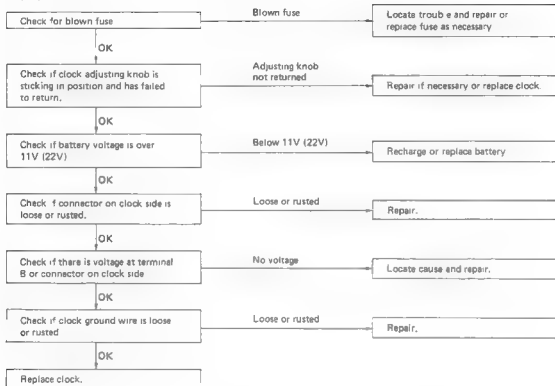 Check for blown fuse
Blown fuse
Locate troub e and repair or
replace fuse as necessary
OK
Check if clock adjusting knob is
sticking in position and has failed
to return.
Adjusting knob
not returned
Repair if necessary or replace clock.
OK
Check if battery voltage is over
11V (22V)
Below 11V (22V)
Recharge or replace battery
OK
Check f connector on clock side is
loose or rusted.
Loose or rusted
Repair.
OK
Check if there is voltage at terminal
B or connector on clock side
No voltage
Locate cause and repair.
OK
Check if clock ground wire is loose
or rusted
Loose or rusted
Repair.
OK
Replace clock.